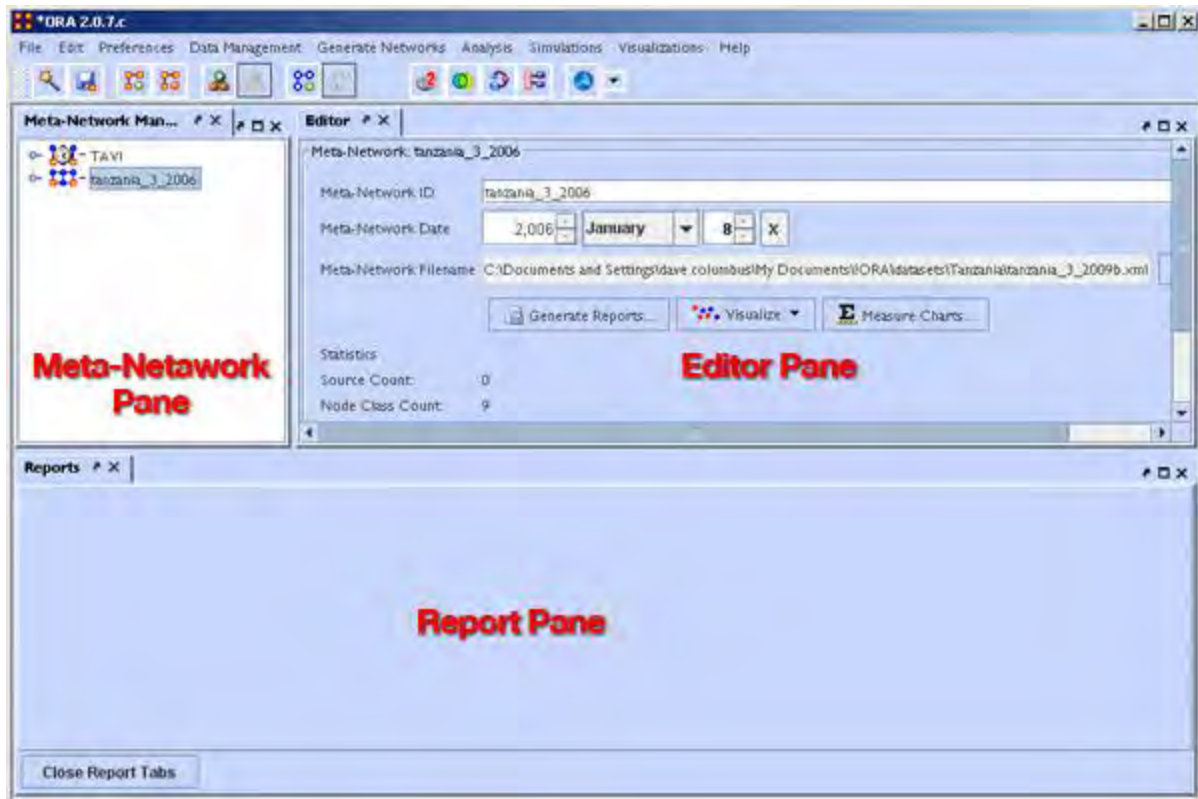 *ORA 2.0.7.c
File Edit Preferences Data Management Generate Networks Analysis Simulations Visualizations Help
Meta-Network Man...
Editor
TAVI
tanzania_3_2006
Meta-Network: tanzania_3_2006
Meta-Network ID tanzania_3_2006
Meta-Network Date 2,006 January 8 X
Meta-Network Filename C:\Documents and Settings\dave.columbus\My Documents\!ORA\datasets\Tanzania\tanzania_3_2009b.xml
Generate Reports... Visualize Measure Charts...
Statistics
Source Count: 0
Node Class Count: 9
Meta-Netawork
Pane
Editor Pane
Reports
Report Pane
Close Report Tabs